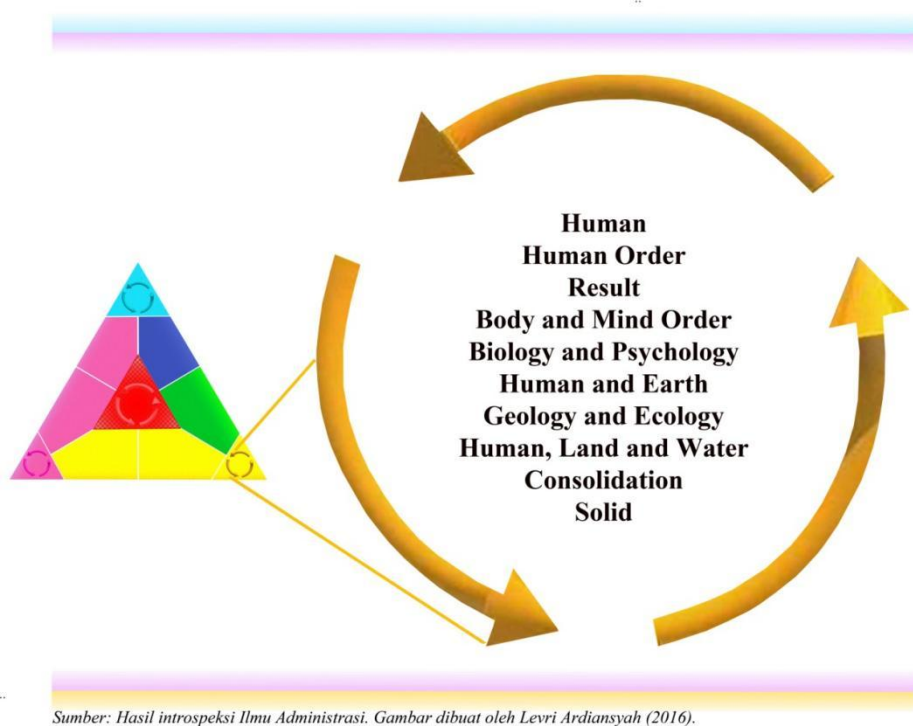 Human
Human Order
Result
Body and Mind Order
Biology and Psychology
Human and Earth
Geology and Ecology
Human, Land and Water
Consolidation
Solid
Sumber: Hasil introspeksi Ilmu Administrasi. Gambar dibuat oleh Levri Ardiansyah (2016).